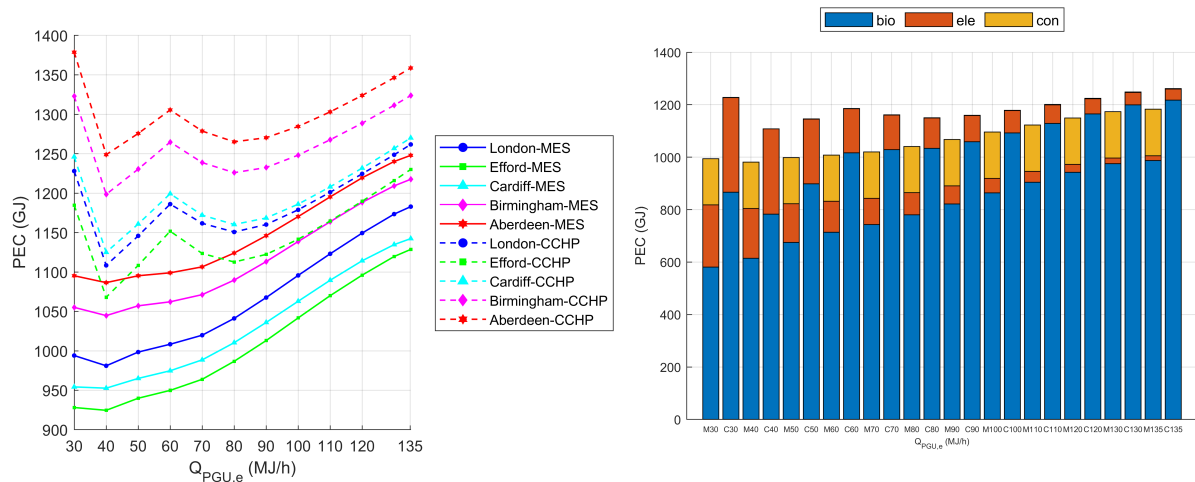 1400
1350
1300
1250
1200
1150
1100
1050
1000
950
900
PEC (GJ)
30 40 50 60 70 80 90 100 110 120 135
Q_PGU,e (MJ/h)
London-MES
Efford-MES
Cardiff-MES
Birmingham-MES
Aberdeen-MES
London-CCHP
Efford-CCHP
Cardiff-CCHP
Birmingham-CCHP
Aberdeen-CCHP
bio ele con
1400
1200
1000
800
600
400
200
0
PEC (GJ)
M30 C30 M40 C40 M50 C50 M60 C60 M70 C70 M80 C80 M90 C90 M100 C100 M110 C110 M120 C120 M130 C130 M135 C135
Q_PGU,e (MJ/h)